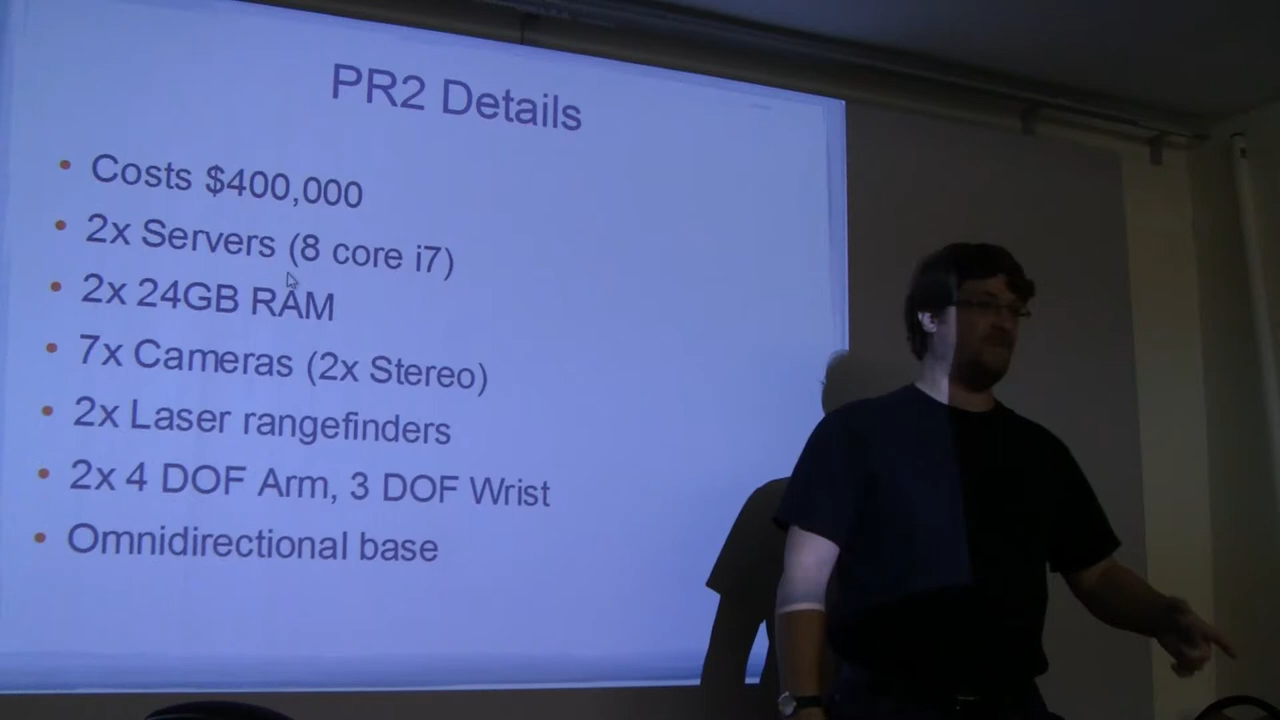 PR2 Details
• Costs $400,000
• 2x Servers (8 core i7)
• 2x 24GB RAM
• 7x Cameras (2x Stereo)
• 2x Laser rangefinders
• 2x 4 DOF Arm, 3 DOF Wrist
• Omnidirectional base